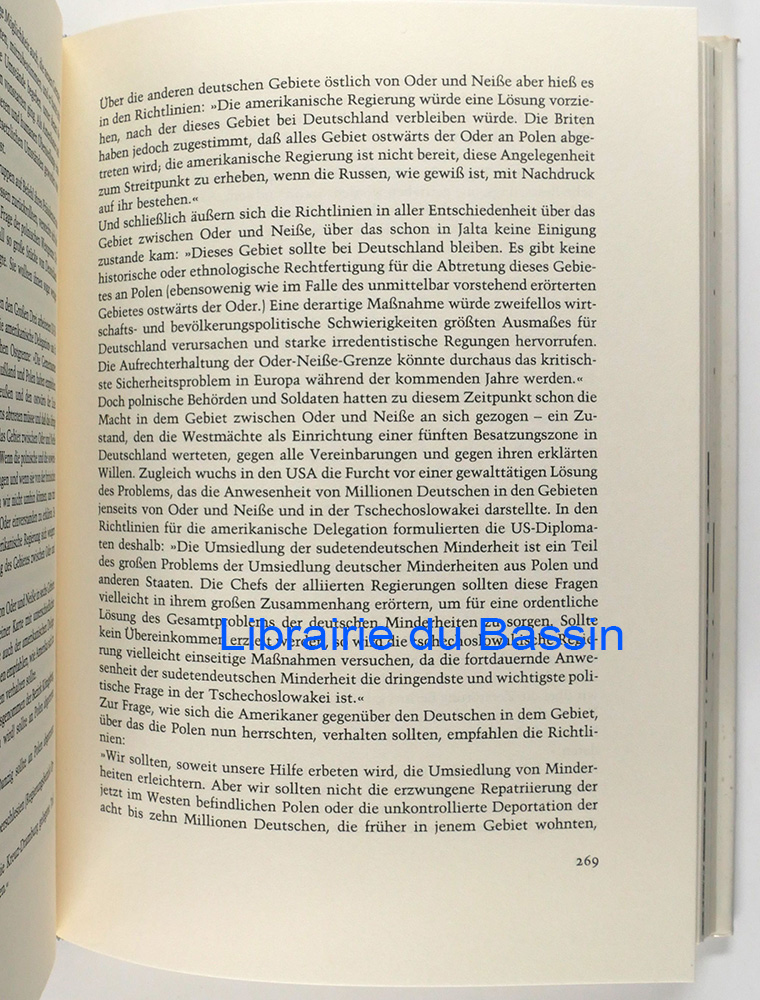 Über die anderen deutschen Gebiete östlich von Oder und Neiße aber hieß es
in den Richtlinien: »Die amerikanische Regierung würde eine Lösung vorzie-
hen, nach der dieses Gebiet bei Deutschland verbleiben würde. Die Briten
haben jedoch zugestimmt, daß alles Gebiet ostwärts der Oder an Polen abge-
treten wird; die amerikanische Regierung ist nicht bereit, diese Angelegenheit
zum Streitpunkt zu erheben, wenn die Russen, wie gewiß ist, mit Nachdruck
auf ihr bestehen.«
Und schließlich äußern sich die Richtlinien in aller Entschiedenheit über das
Gebiet zwischen Oder und Neiße, über das schon in Jalta keine Einigung
zustande kam: »Dieses Gebiet sollte bei Deutschland bleiben. Es gibt keine
historische oder ethnologische Rechtfertigung für die Abtretung dieses Gebie-
tes an Polen (ebensowenig wie im Falle des unmittelbar vorstehend erörterten
Gebietes ostwärts der Oder.) Eine derartige Maßnahme würde zweifellos wirt-
schafts- und bevölkerungspolitische Schwierigkeiten größten Ausmaßes für
Deutschland verursachen und starke irredentistische Regungen hervorrufen.
Die Aufrechterhaltung der Oder-Neiße-Grenze könnte durchaus das kritisch-
ste Sicherheitsproblem in Europa während der kommenden Jahre werden.«
Doch polnische Behörden und Soldaten hatten zu diesem Zeitpunkt schon die
Macht in dem Gebiet zwischen Oder und Neiße an sich gezogen – ein Zu-
stand, den die Westmächte als Einrichtung einer fünften Besatzungszone in
Deutschland werteten, gegen alle Vereinbarungen und gegen ihren erklärten
Willen. Zugleich wuchs in den USA die Furcht vor einer gewalttätigen Lösung
des Problems, das die Anwesenheit von Millionen Deutschen in den Gebieten
jenseits von Oder und Neiße und in der Tschechoslowakei darstellte. In den
Richtlinien für die amerikanische Delegation formulierten die US-Diploma-
ten deshalb: »Die Umsiedlung der sudetendeutschen Minderheit ist ein Teil
des großen Problems der Umsiedlung deutscher Minderheiten aus Polen und
anderen Staaten. Die Chefs der alliierten Regierungen sollten diese Fragen
vielleicht in ihrem großen Zusammenhang erörtern, um für eine ordentliche
Lösung des Gesamtproblems der deutschen Minderheiten zu sorgen. Sollte
kein Übereinkommen erzielt werden, so wird die tschechoslowakische Regie-
rung vielleicht einseitige Maßnahmen versuchen, da die fortdauernde Anwe-
senheit der sudetendeutschen Minderheit die dringendste und wichtigste poli-
tische Frage in der Tschechoslowakei ist.«
Zur Frage, wie sich die Amerikaner gegenüber den Deutschen in dem Gebiet,
über das die Polen nun herrschten, verhalten sollten, empfahlen die Richtli-
nien:
»Wir sollten, soweit unsere Hilfe erbeten wird, die Umsiedlung von Minder-
heiten erleichtern. Aber wir sollten nicht die erzwungene Repatriierung der
jetzt im Westen befindlichen Polen oder die unkontrollierte Deportation der
acht bis zehn Millionen Deutschen, die früher in jenem Gebiet wohnten,
269
Librairie du Bassin